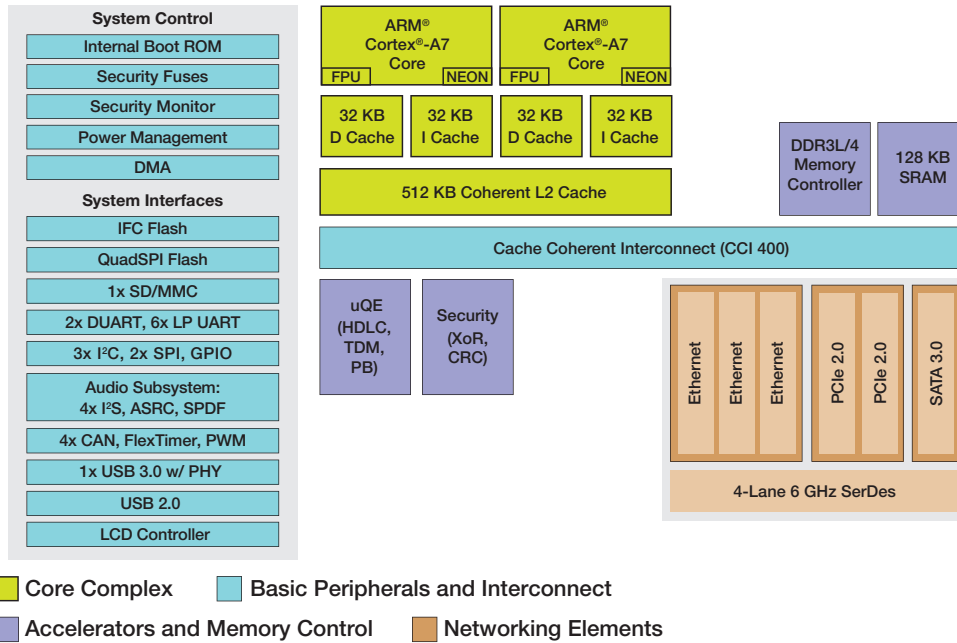 System Control
Internal Boot ROM
Security Fuses
Security Monitor
Power Management
DMA
System Interfaces
IFC Flash
QuadSPI Flash
1x SD/MMC
2x DUART, 6x LP UART
3x I²C, 2x SPI, GPIO
Audio Subsystem:
4x I²S, ASRC, SPDF
4x CAN, FlexTimer, PWM
1x USB 3.0 w/ PHY
USB 2.0
LCD Controller
ARM®
Cortex®-A7
Core
FPU
NEON
ARM®
Cortex®-A7
Core
FPU
NEON
32 KB
D Cache
32 KB
I Cache
32 KB
D Cache
32 KB
I Cache
512 KB Coherent L2 Cache
DDR3L/4
Memory
Controller
128 KB
SRAM
Cache Coherent Interconnect (CCI 400)
uQE
(HDLC,
TDM,
PB)
Security
(XoR,
CRC)
Ethernet
Ethernet
Ethernet
PCIe 2.0
PCIe 2.0
SATA 3.0
4-Lane 6 GHz SerDes
Core Complex
Basic Peripherals and Interconnect
Accelerators and Memory Control
Networking Elements